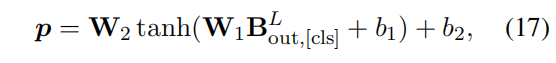 p = W₂ tanh(W₁B^L_out,[cls] + b₁) + b₂, (17)